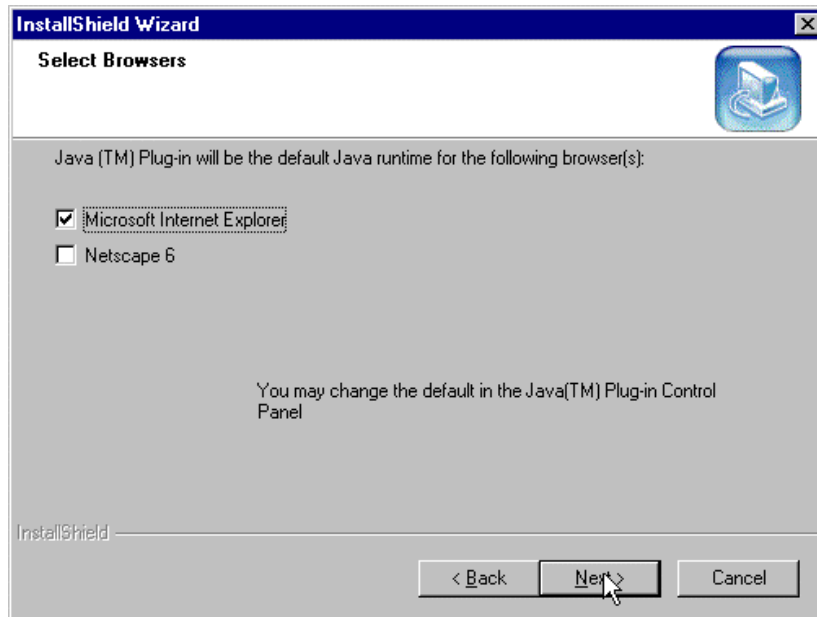 InstallShield Wizard
Select Browsers
Java (TM) Plug-in will be the default Java runtime for the following browser(s):
Microsoft Internet Explorer
Netscape 6
You may change the default in the Java(TM) Plug-in Control
Panel
InstallShield
< Back
Next >
Cancel